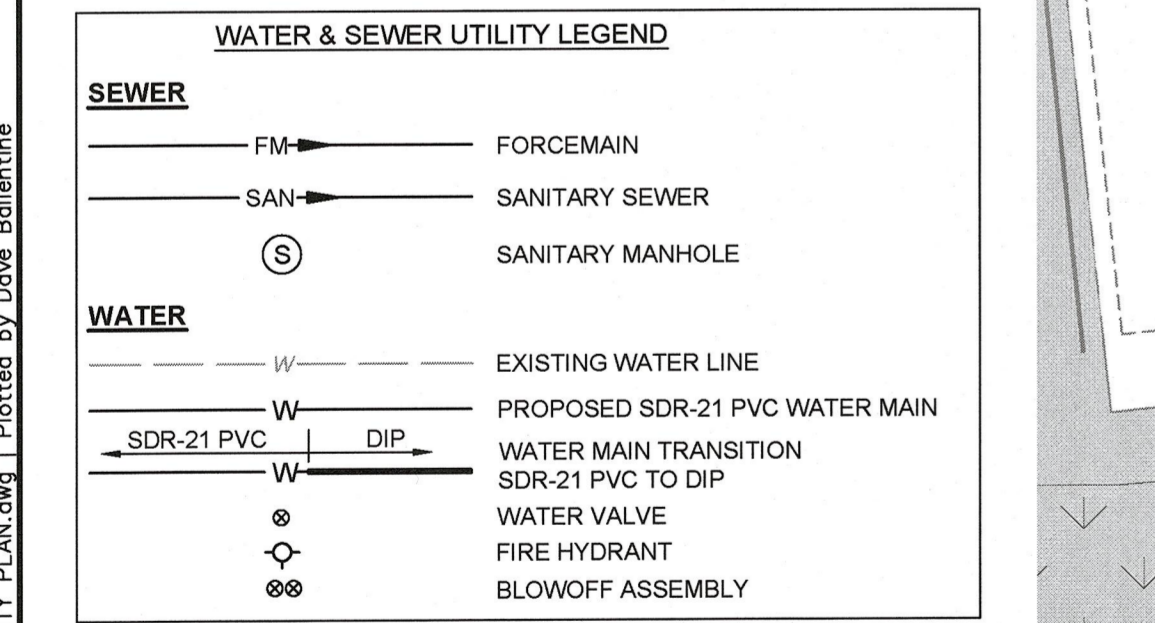 WATER & SEWER UTILITY LEGEND
SEWER
FM FORCEMAIN
SAN SANITARY SEWER
S SANITARY MANHOLE
WATER
W EXISTING WATER LINE
W PROPOSED SDR-21 PVC WATER MAIN
SDR-21 PVC DIP WATER MAIN TRANSITION
W SDR-21 PVC TO DIP
WATER VALVE
FIRE HYDRANT
BLOWOFF ASSEMBLY
TY PLAN.dwg | Plotted by Dave Ballentine